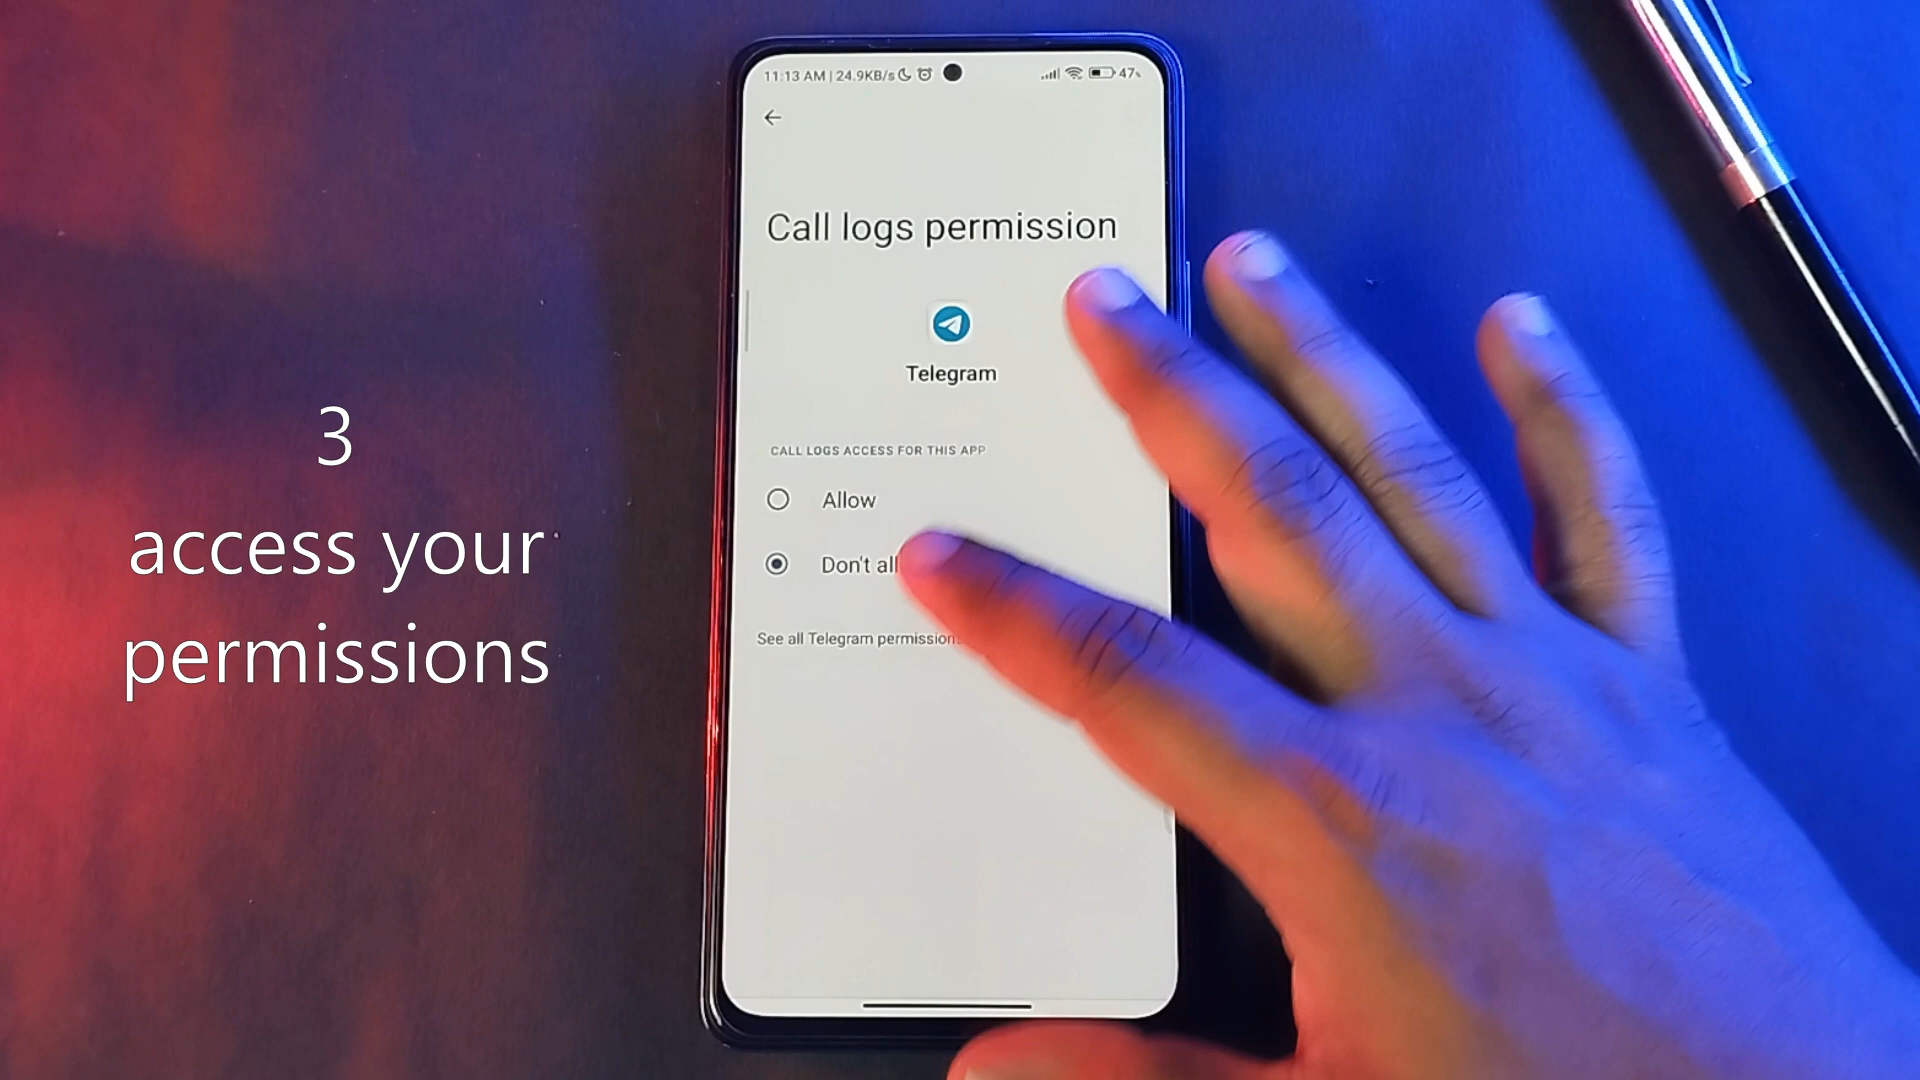 11:13 AM | 24.9KB/s
47%
Call logs permission
Telegram
CALL LOGS ACCESS FOR THIS APP
Allow
Don't all
See all Telegram permission
3
access your
permissions